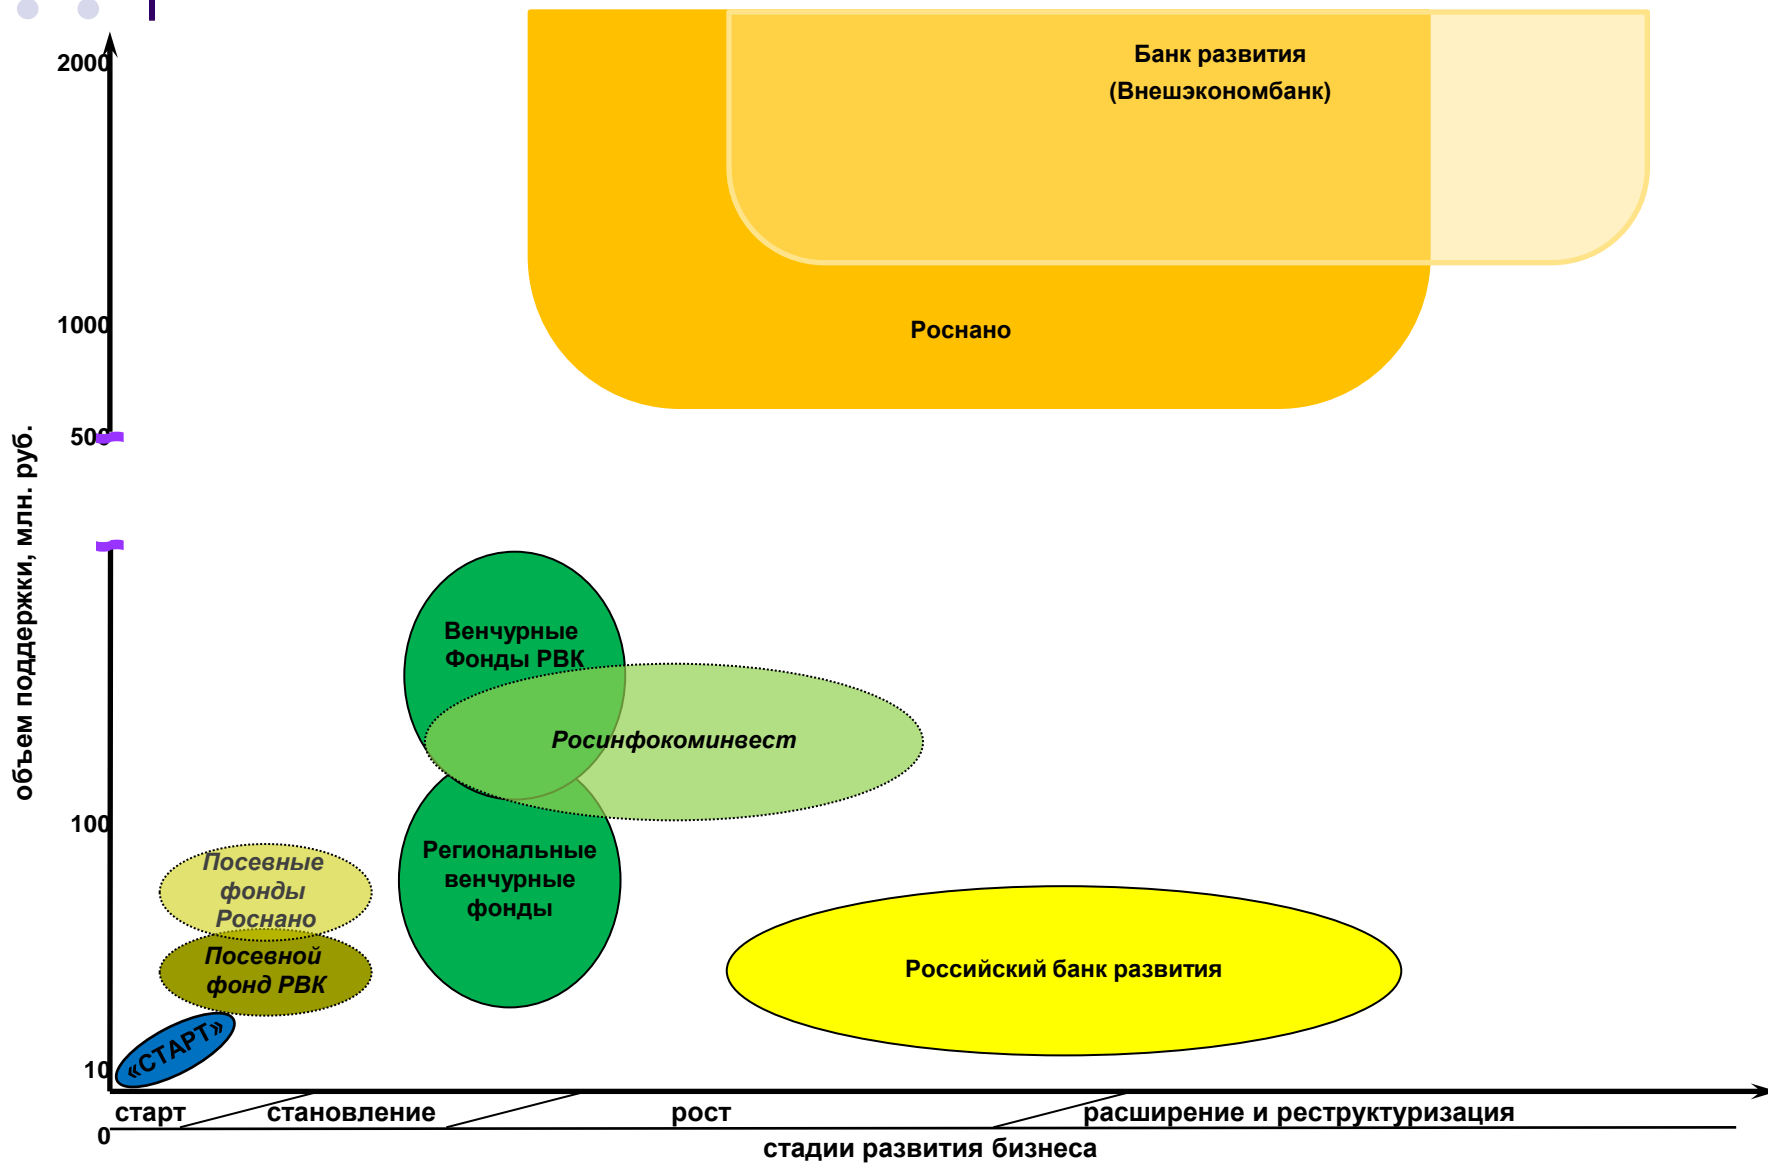 2000
Банк развития
(Внешэкономбанк)
1000
Роснано
500
объем поддержки, млн. руб.
Венчурные
Фонды РВК
Росинфокоминвест
100
Региональные
венчурные
фонды
Посевные
фонды
Роснано
Посевной
фонд РВК
Российский банк развития
«СТАРТ»
10
старт
становление
рост
расширение и реструктуризация
0
стадии развития бизнеса